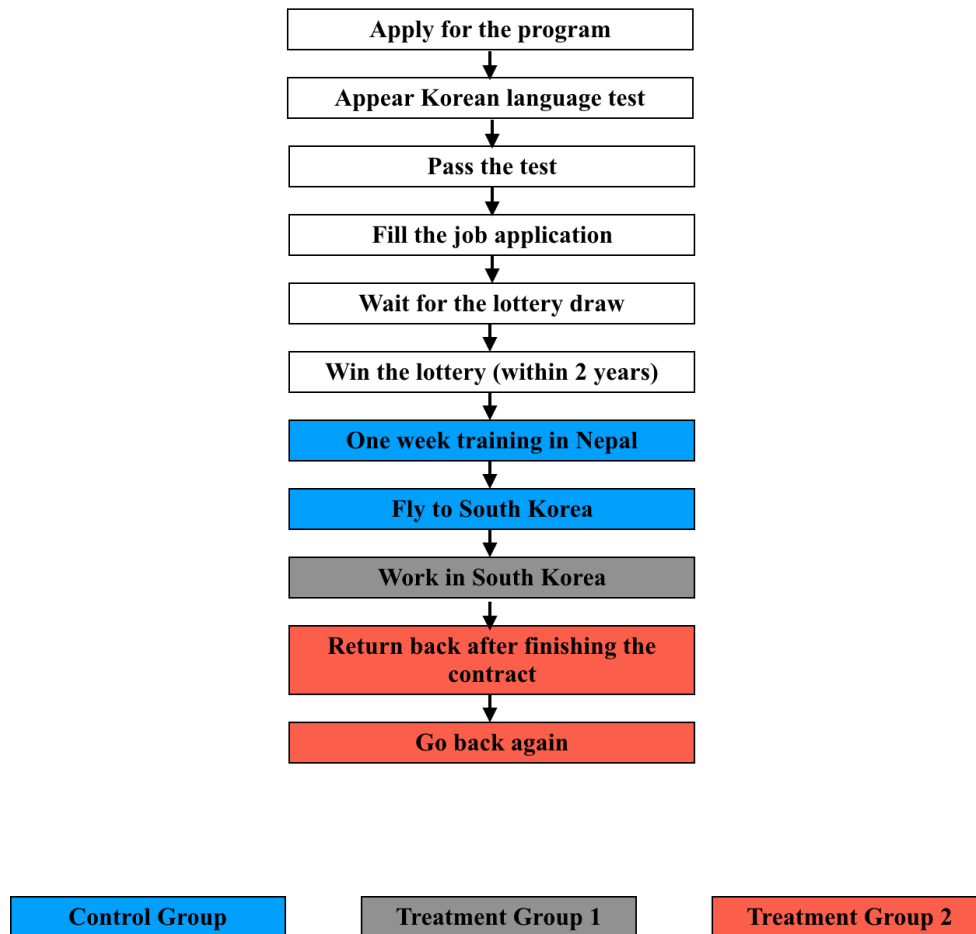 Apply for the program
Appear Korean language test
Pass the test
Fill the job application
Wait for the lottery draw
Win the lottery (within 2 years)
One week training in Nepal
Fly to South Korea
Work in South Korea
Return back after finishing the
contract
Go back again
Control Group
Treatment Group 1
Treatment Group 2